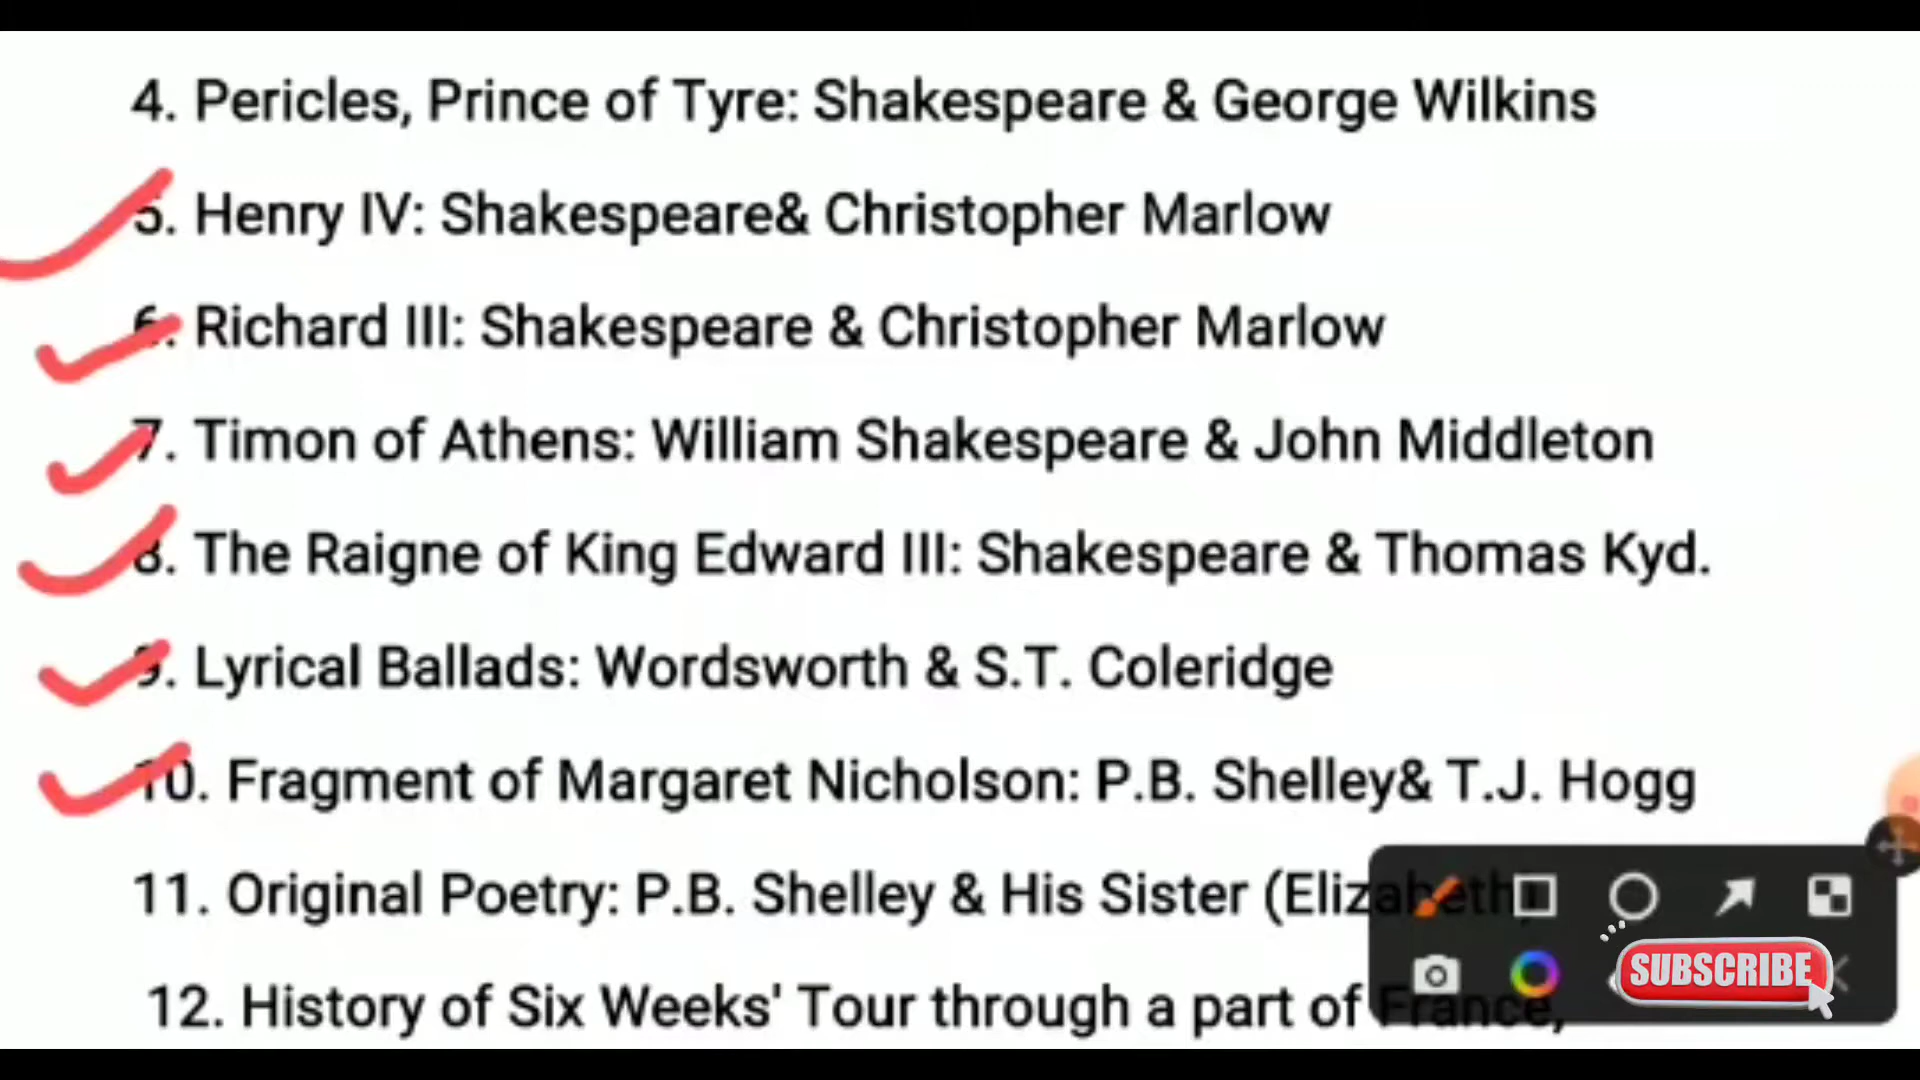 4. Pericles, Prince of Tyre: Shakespeare & George Wilkins
5. Henry IV: Shakespeare& Christopher Marlow
6. Richard III: Shakespeare & Christopher Marlow
7. Timon of Athens: William Shakespeare & John Middleton
8. The Raigne of King Edward III: Shakespeare & Thomas Kyd.
9. Lyrical Ballads: Wordsworth & S.T. Coleridge
10. Fragment of Margaret Nicholson: P.B. Shelley& T.J. Hogg
11. Original Poetry: P.B. Shelley & His Sister (Elizabeth)
12. History of Six Weeks' Tour through a part of France,
SUBSCRIBE